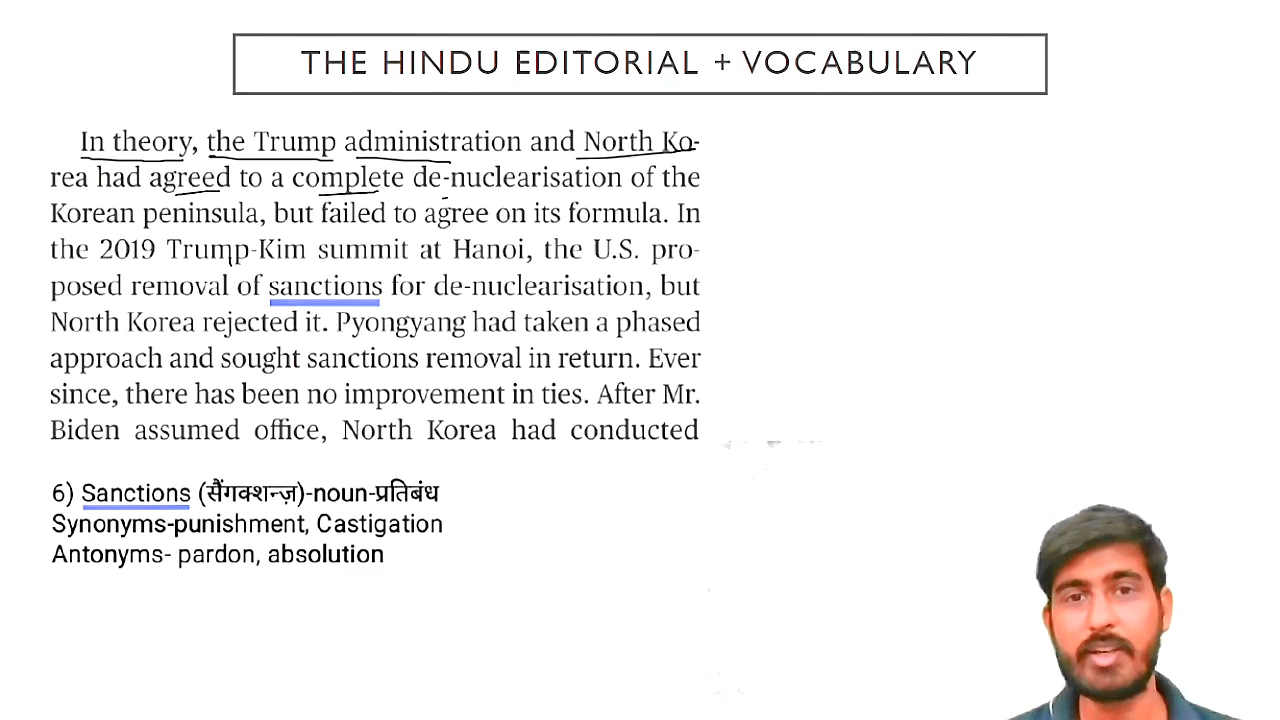 THE HINDU EDITORIAL + VOCABULARY
In theory, the Trump administration and North Ko-
rea had agreed to a complete de-nuclearisation of the
Korean peninsula, but failed to agree on its formula. In
the 2019 Trump-Kim summit at Hanoi, the U.S. pro-
posed removal of sanctions for de-nuclearisation, but
North Korea rejected it. Pyongyang had taken a phased
approach and sought sanctions removal in return. Ever
since, there has been no improvement in ties. After Mr.
Biden assumed office, North Korea had conducted
6) Sanctions (सैंगक्शन्ज़)-noun-प्रतिबंध
Synonyms-punishment, Castigation
Antonyms- pardon, absolution